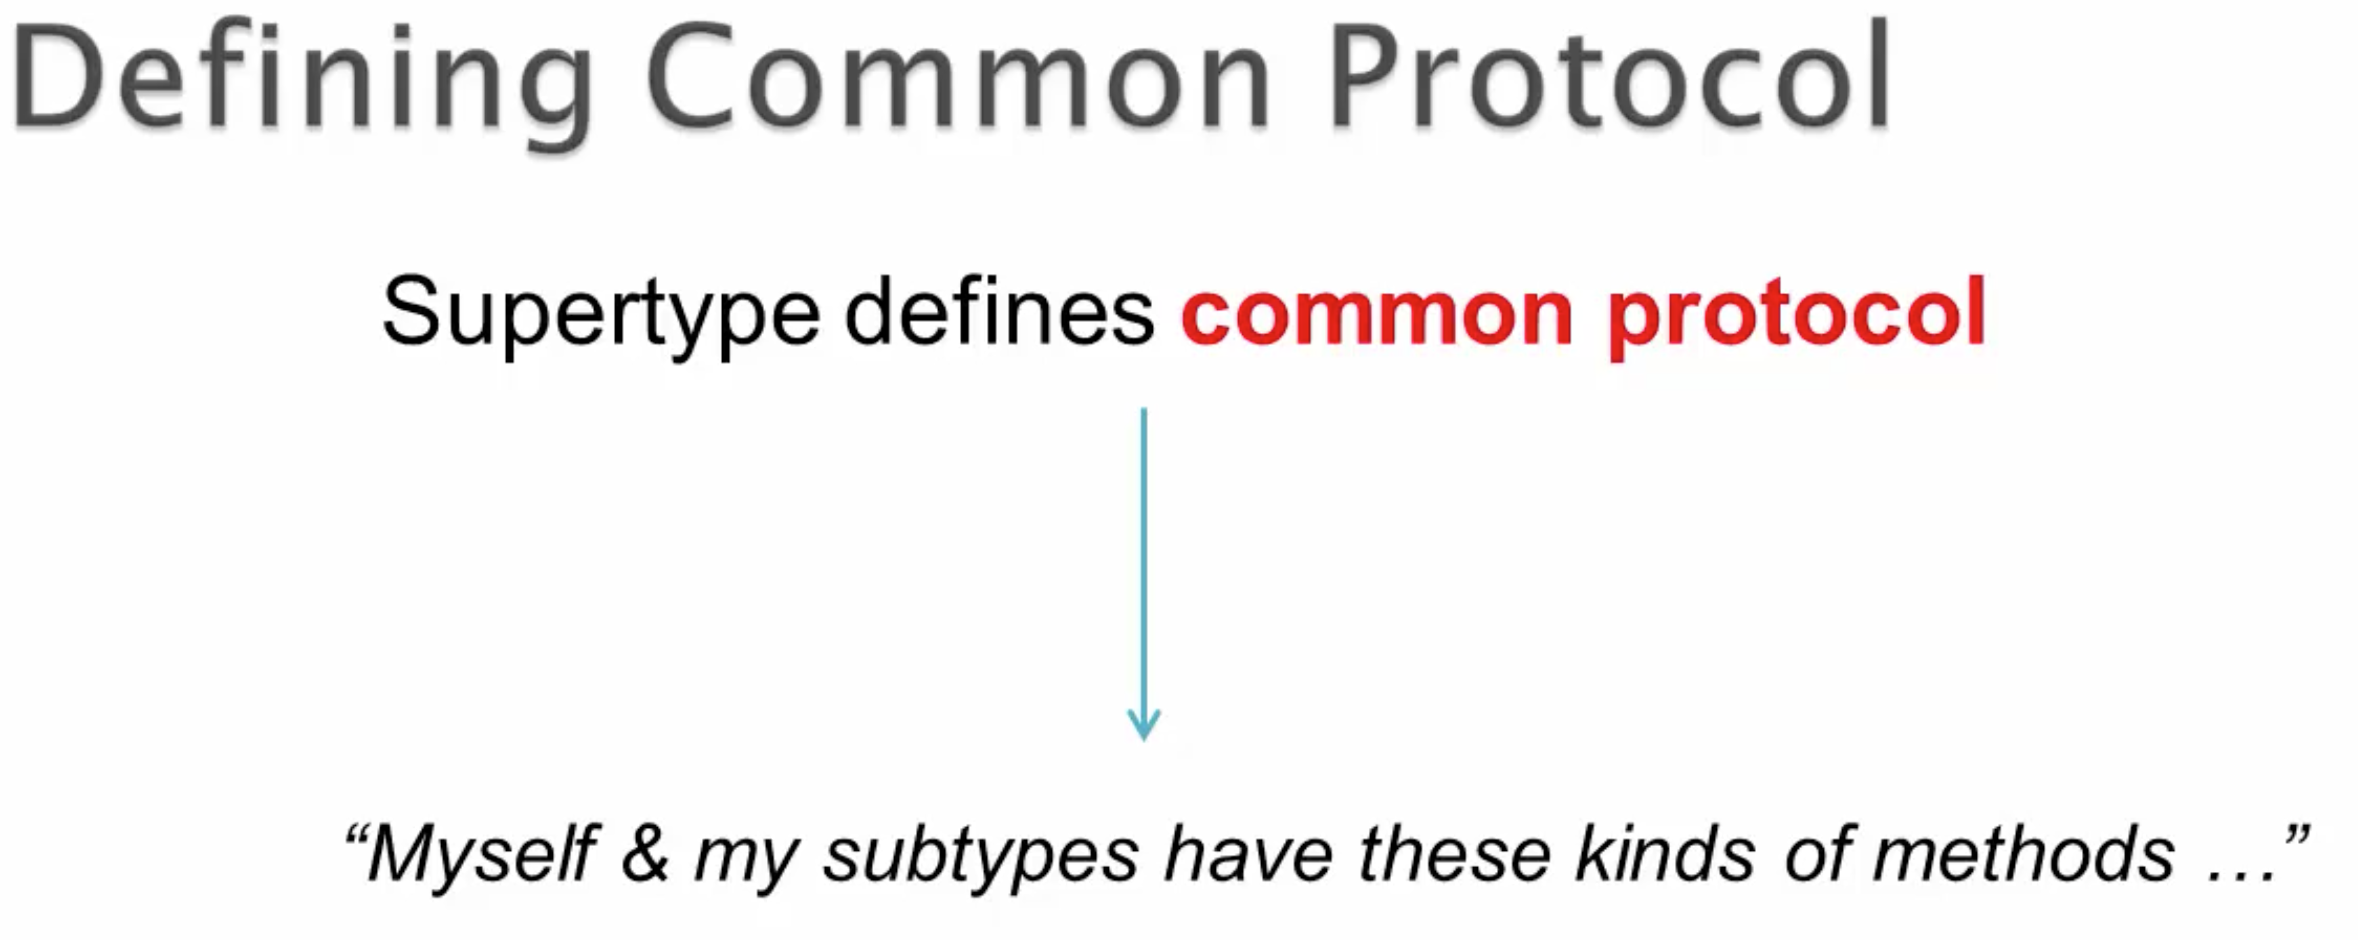 Defining Common Protocol
Supertype defines common protocol
“Myself & my subtypes have these kinds of methods …”